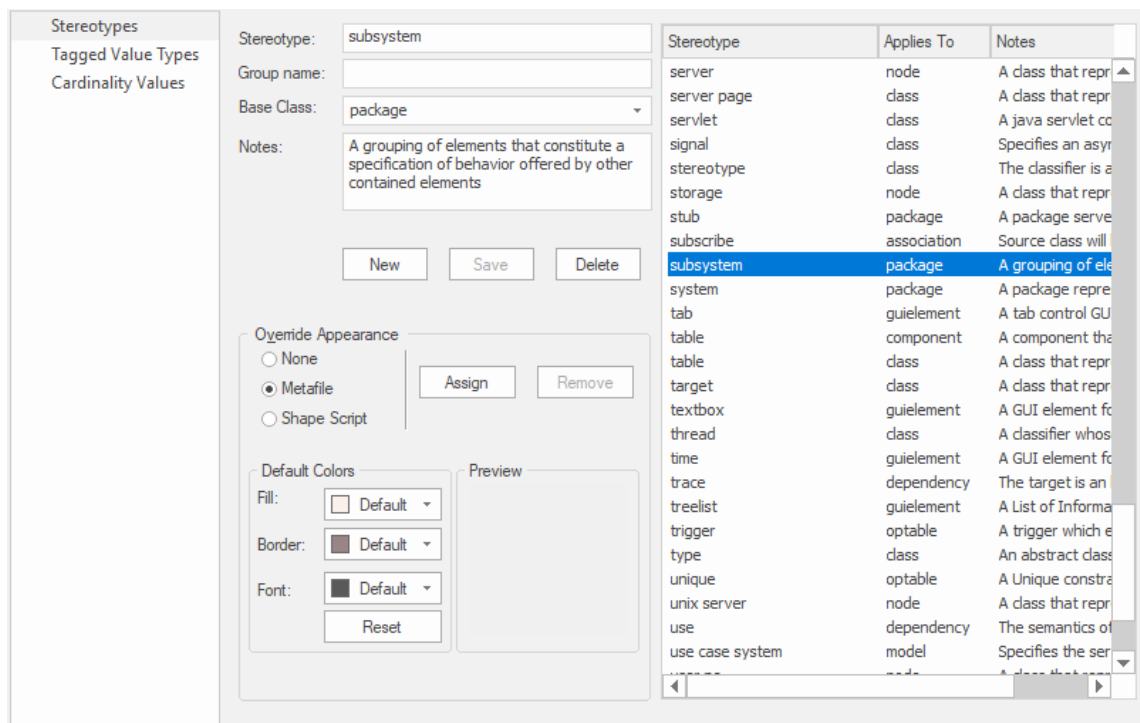 Stereotypes
Tagged Value Types
Cardinality Values
Stereotype: subsystem
Group name:
Base Class: package
Notes: A grouping of elements that constitute a
specification of behavior offered by other
contained elements
New Save Delete
Override Appearance
None
Metafile
Shape Script
Assign Remove
Default Colors
Fill: Default
Border: Default
Font: Default
Reset
Preview
Stereotype Applies To Notes
server node A class that repr
server page class A class that repr
servlet class A java servlet co
signal class Specifies an asyn
stereotype class The classifier is a
storage node A class that repr
stub package A package serve
subscribe association Source class will
subsystem package A grouping of ele
system package A package repre
tab guielement A tab control GU
table component A component tha
table class A class that repr
target class A class that repr
textbox guielement A GUI element fo
thread class A classifier whos
time guielement A GUI element fo
trace dependency The target is an
treelist guielement A List of Informa
trigger optable A trigger which e
type class An abstract class
unique optable A Unique constra
unix server node A class that repr
use dependency The semantics of
use case system model Specifies the ser